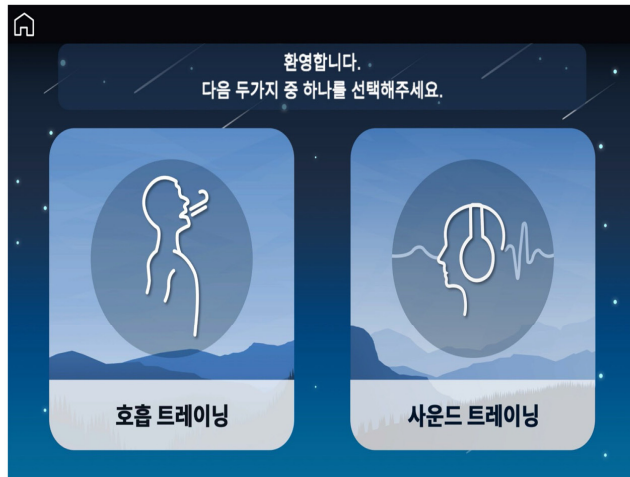 환영합니다.
다음 두가지 중 하나를 선택해주세요.
호흡 트레이닝
사운드 트레이닝